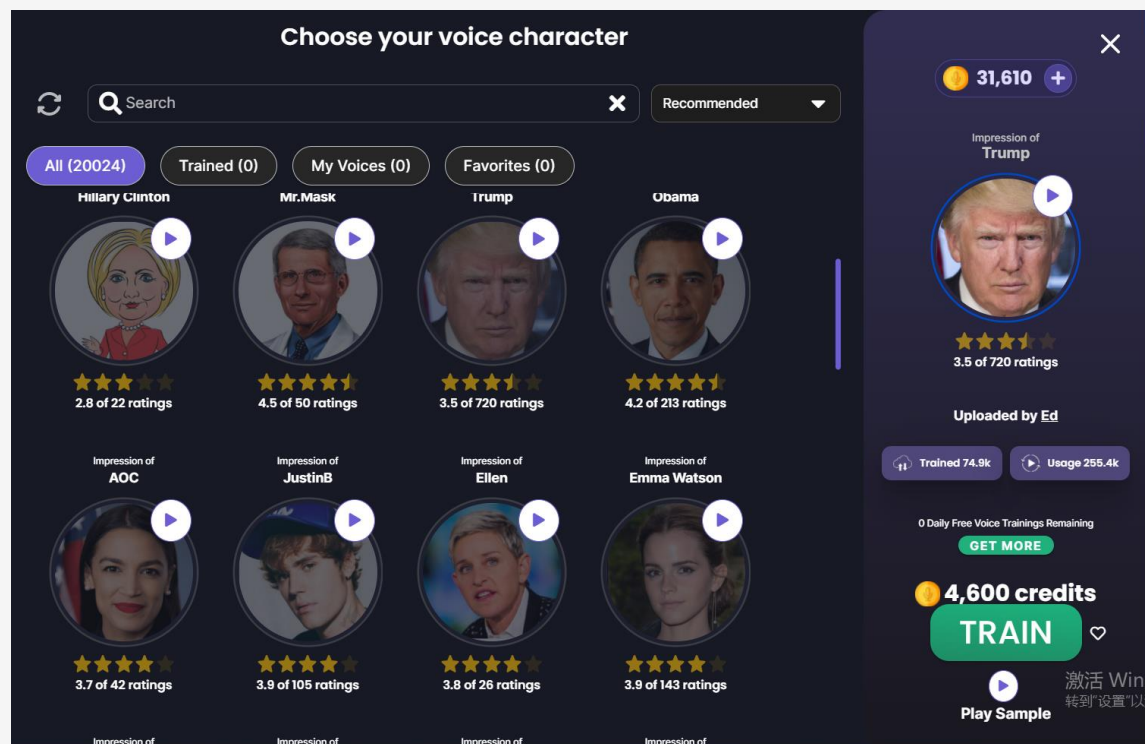 Choose your voice character
31,610
Search
Recommended
All (20024)
Trained (0)
My Voices (0)
Favorites (0)
Hillary Clinton
Mr.Mask
Trump
Obama
2.8 of 22 ratings
4.5 of 50 ratings
3.5 of 720 ratings
4.2 of 213 ratings
Impression of
AOC
Impression of
JustinB
Impression of
Ellen
Impression of
Emma Watson
3.7 of 42 ratings
3.9 of 105 ratings
3.8 of 26 ratings
3.9 of 143 ratings
Impression of
Impression of
Impression of
Impression of
Impression of
Trump
3.5 of 720 ratings
Uploaded by Ed
Trained 74.9k
Usage 255.4k
0 Daily Free Voice Trainings Remaining
GET MORE
4,600 credits
TRAIN
Play Sample
激活 Win
转到"设置"以